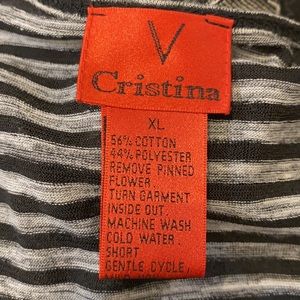 V
Cristina
XL
56% COTTON
44% POLYESTER
REMOVE PINNED
FLOWER
TURN GARMENT
INSIDE OUT
MACHINE WASH
COLD WATER.
SHORT
GENTLE CYCLE,